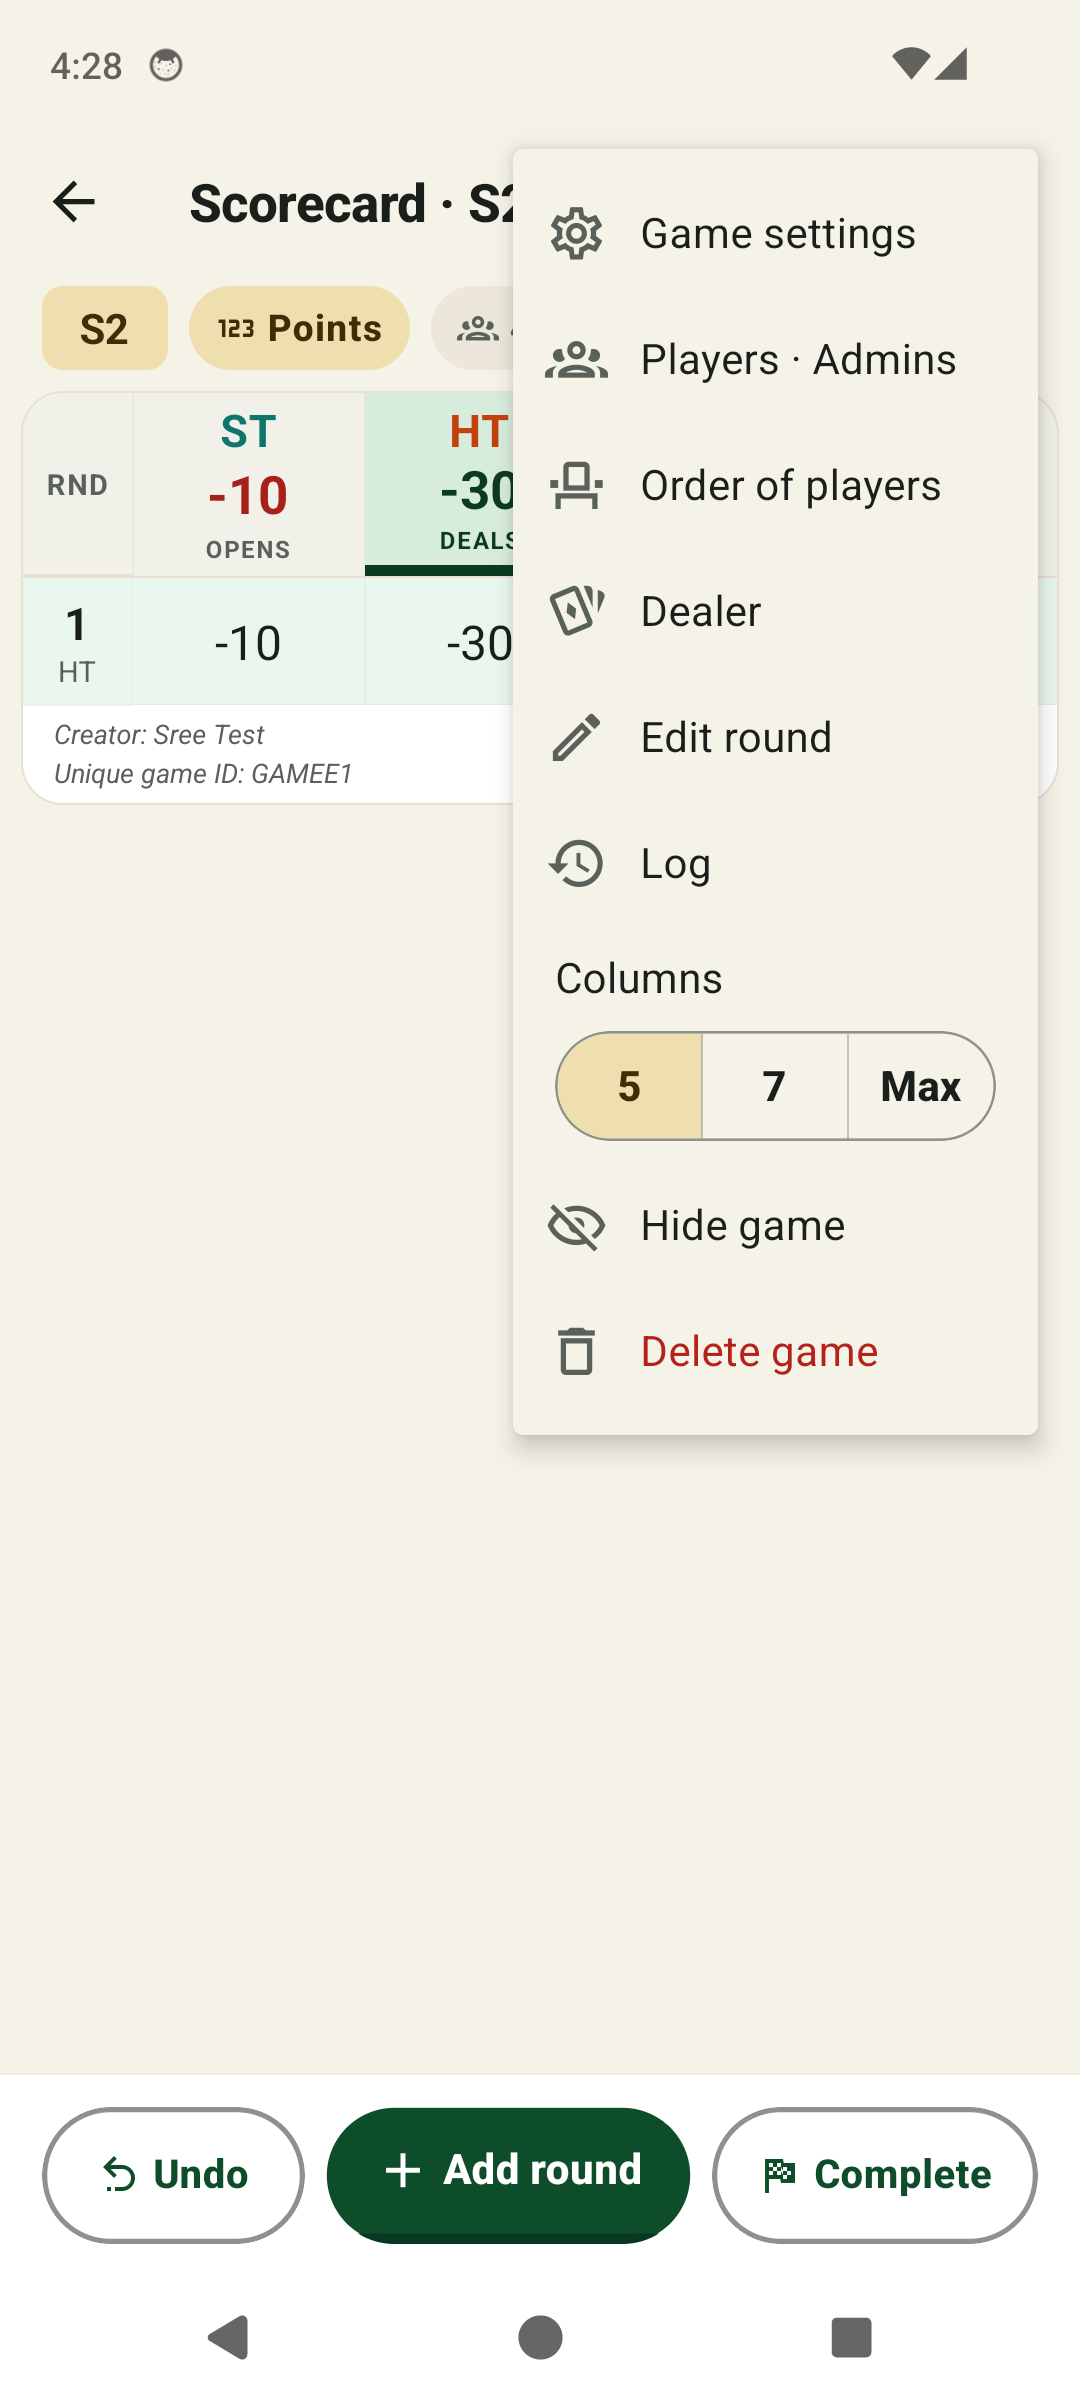 4:28
Scorecard · S2
S2
123 Points
RND
ST
-10
OPENS
HT
-30
DEALS
1
HT
-10
-30
Creator: Sree Test
Unique game ID: GAMEE1
Game settings
Players · Admins
Order of players
Dealer
Edit round
Log
Columns
5
7
Max
Hide game
Delete game
Undo
Add round
Complete